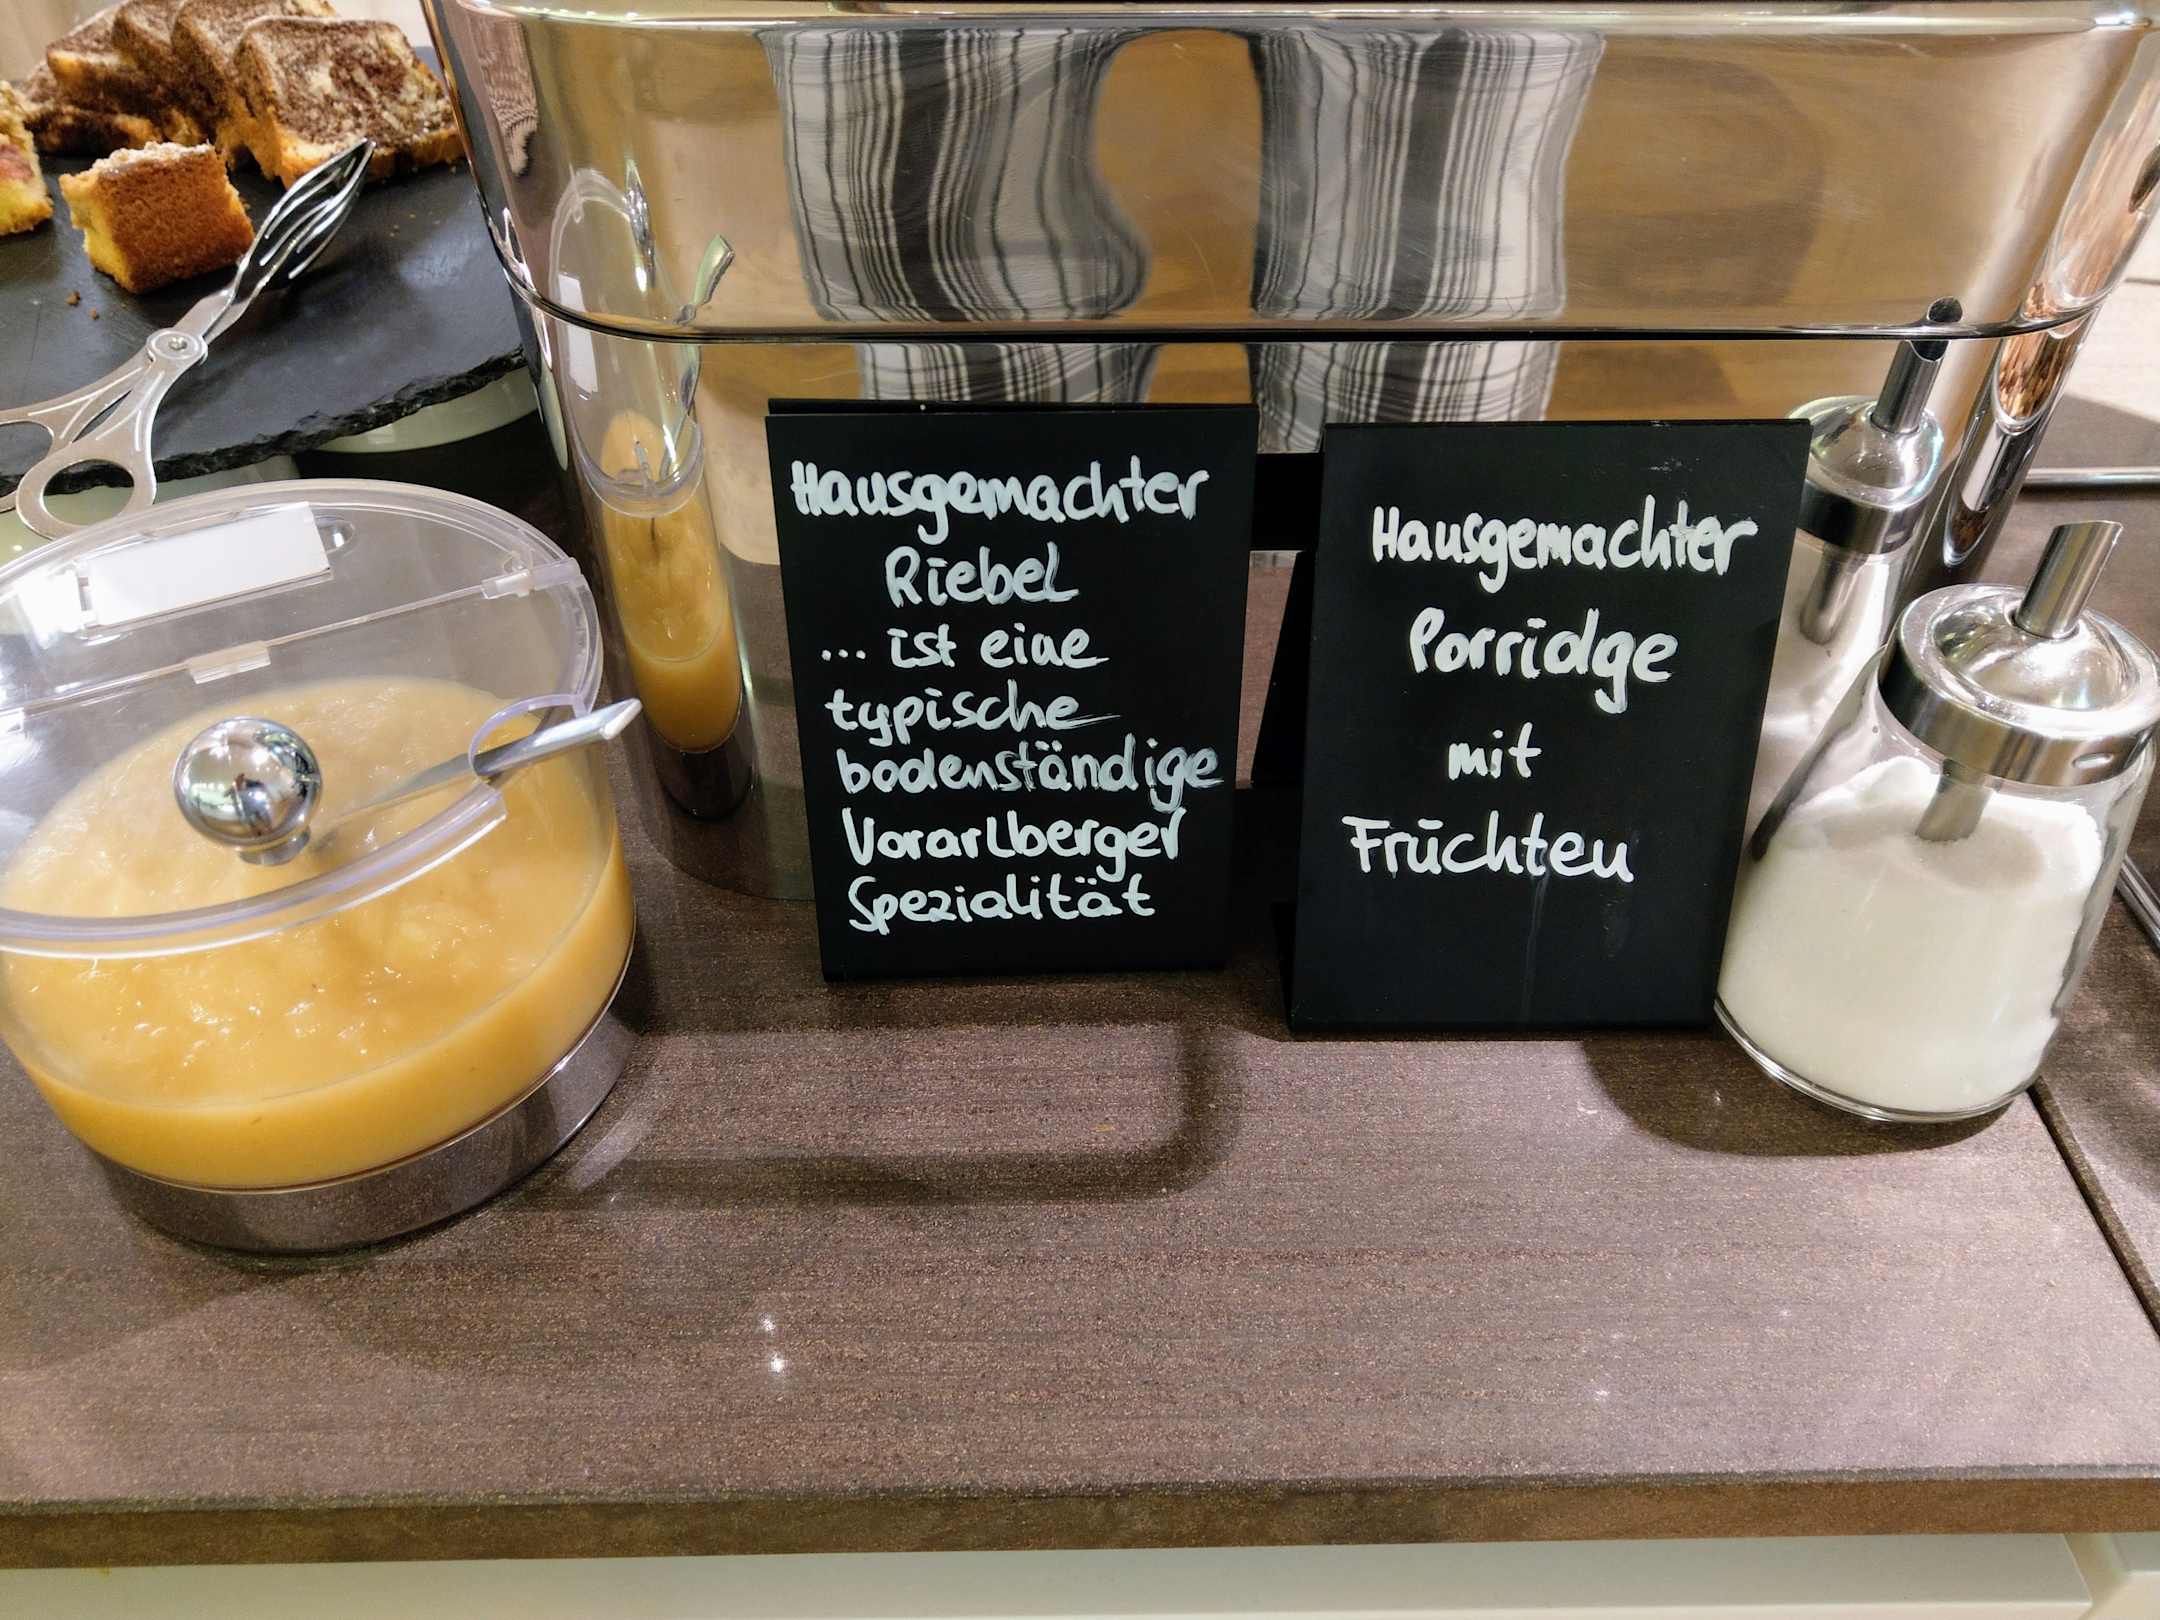 Hausgemachter
Riebel
... ist eine
typische
bodenständige
Vorarlberger
Spezialität
Hausgemachter
Porridge
mit
Früchten